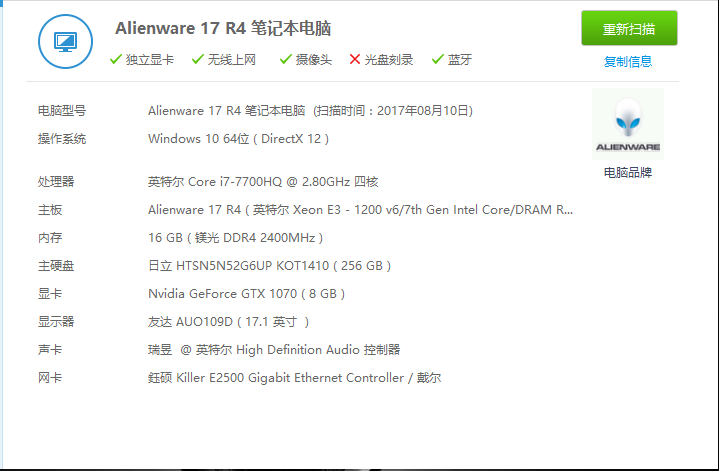 Alienware 17 R4 笔记本电脑
重新扫描
独立显卡 无线上网 摄像头 光盘刻录 蓝牙
复制信息
电脑型号 Alienware 17 R4 笔记本电脑 (扫描时间：2017年08月10日)
操作系统 Windows 10 64位 ( DirectX 12 )
ALIENWARE
电脑品牌
处理器 英特尔 Core i7-7700HQ @ 2.80GHz 四核
主板 Alienware 17 R4 ( 英特尔 Xeon E3 - 1200 v6/7th Gen Intel Core/DRAM R...
内存 16 GB ( 镁光 DDR4 2400MHz )
主硬盘 日立 HTSN5N52G6UP KOT1410 ( 256 GB )
显卡 Nvidia GeForce GTX 1070 ( 8 GB )
显示器 友达 AUO109D ( 17.1 英寸 )
声卡 瑞昱 @ 英特尔 High Definition Audio 控制器
网卡 鈺硕 Killer E2500 Gigabit Ethernet Controller / 戴尔